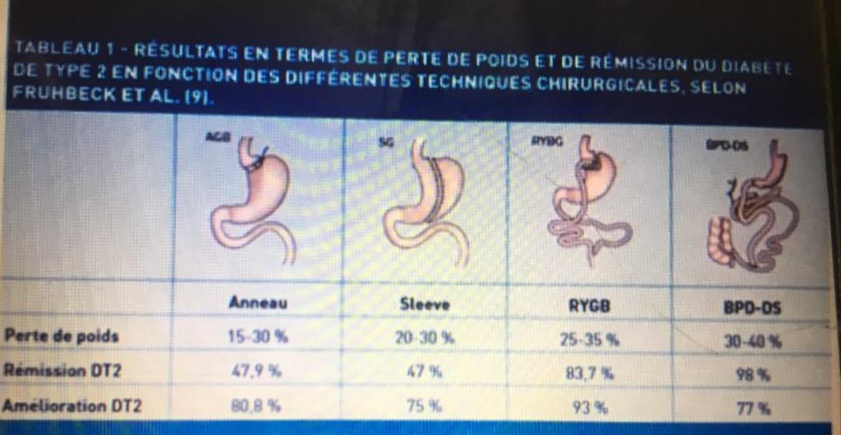 TABLEAU 1 - RÉSULTATS EN TERMES DE PERTE DE POIDS ET DE RÉMISSION DU DIABÈTE
DE TYPE 2 EN FONCTION DES DIFFÉRENTES TECHNIQUES CHIRURGICALES, SELON
FRUHBECK ET AL. (9).
AGB SG RYBG BPD-DS
Anneau Sleeve RYGB BPD-DS
Perte de poids 15-30 % 20-30 % 25-35 % 30-40 %
Rémission DT2 47,9 % 47 % 83,7 % 98 %
Amélioration DT2 80,8 % 75 % 93 % 77 %